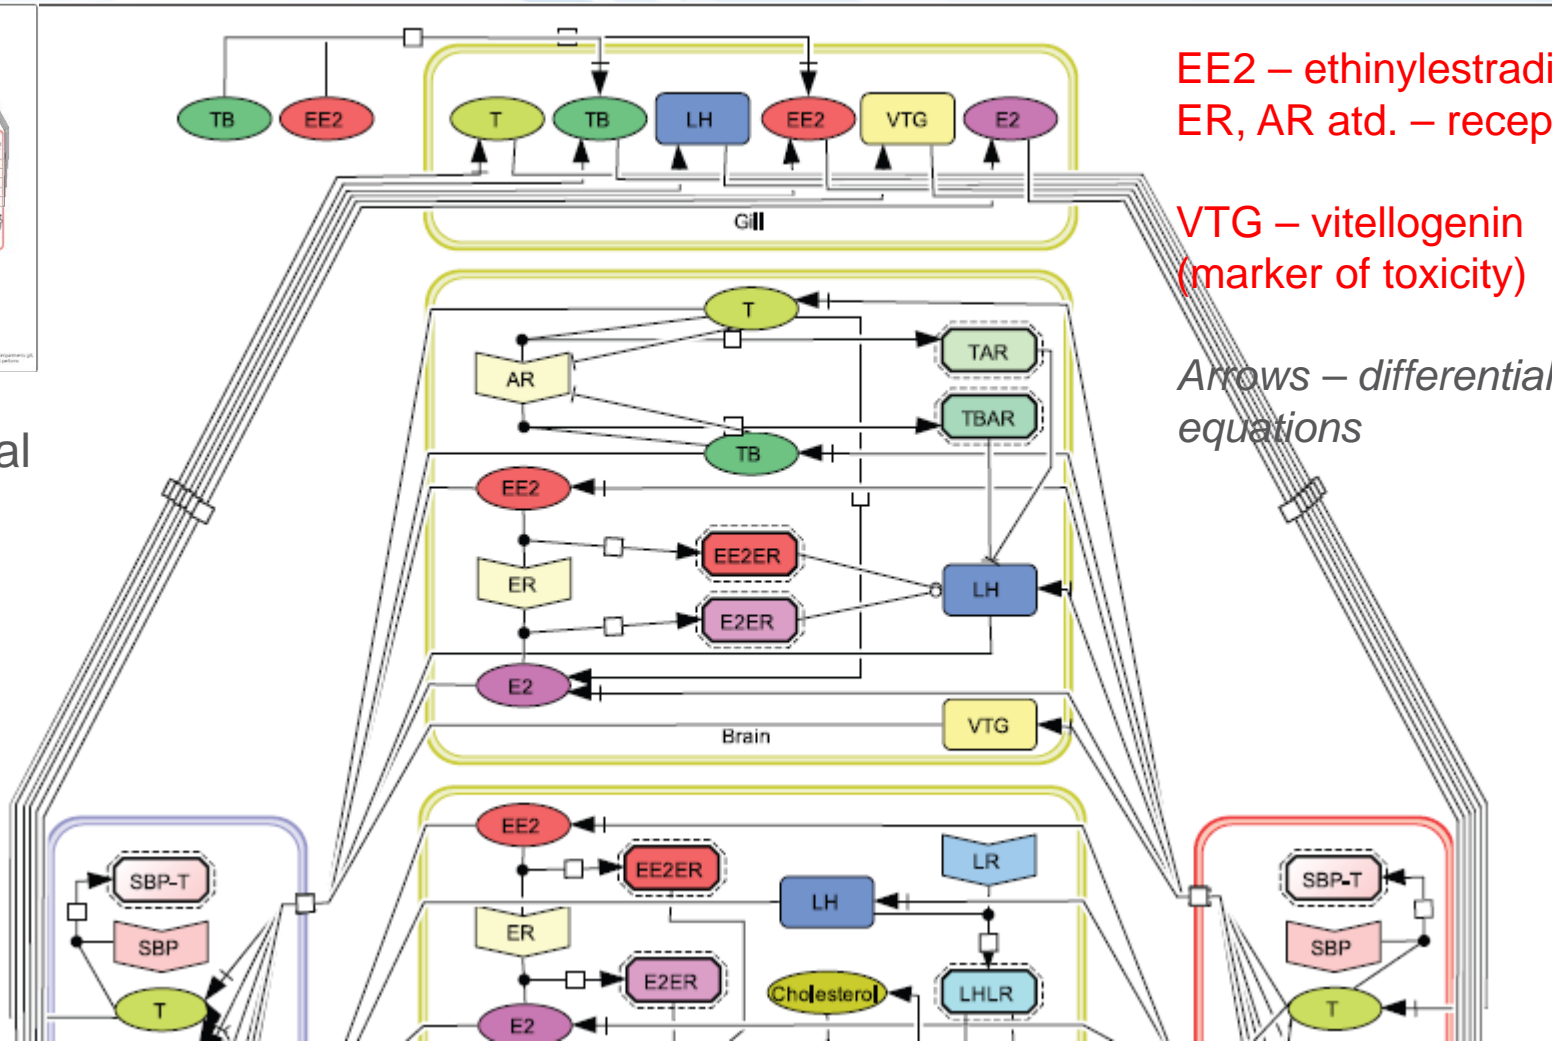 EE2 – ethinylestradi
ER, AR atd. – recep
VTG – vitellogenin
(marker of toxicity)
Arrows – differential
equations
al
TB EE2 T TB LH EE2 VTG E2
Gill
T
TAR
AR
TBAR
TB
EE2
EE2ER
ER
LH
E2ER
E2
VTG
Brain
EE2
LR
EE2ER
SBP-T
SBP-T
LH
ER
SBP
SBP
E2ER
Cholesterol
LHLR
T
T
E2